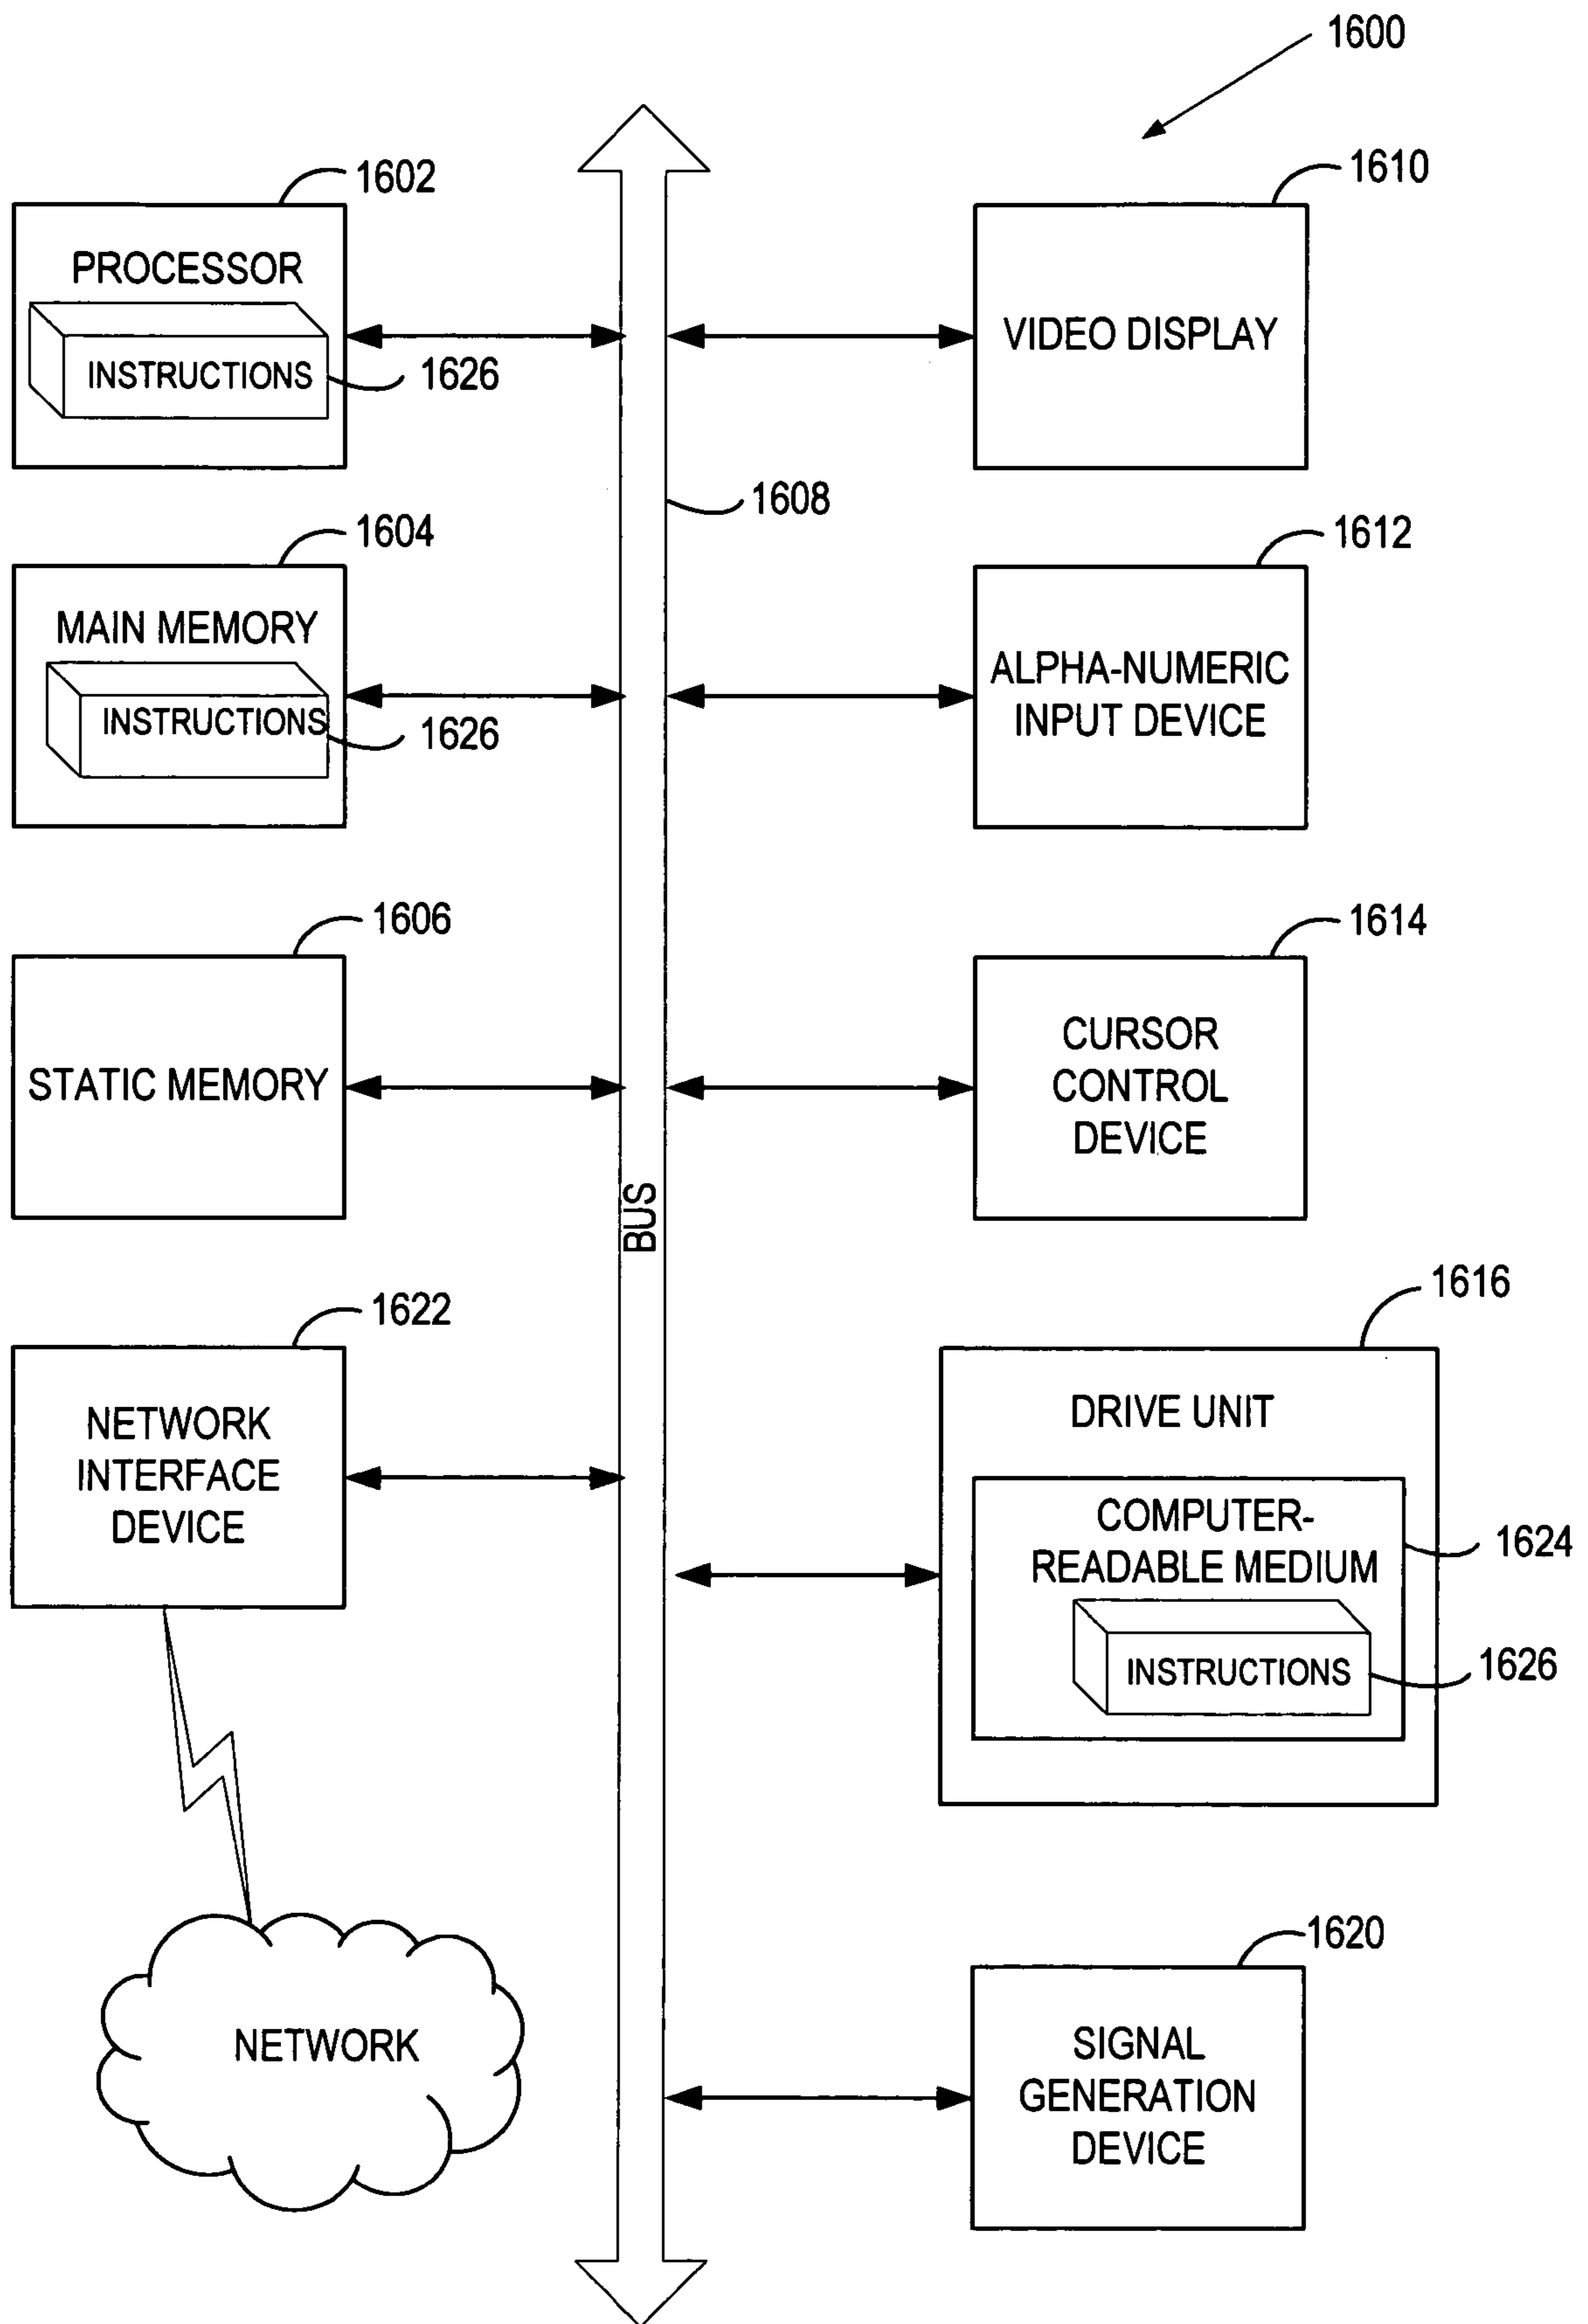 1600
1602
PROCESSOR
INSTRUCTIONS
1626
1610
VIDEO DISPLAY
1608
1604
MAIN MEMORY
INSTRUCTIONS
1626
1612
ALPHA-NUMERIC
INPUT DEVICE
1606
STATIC MEMORY
1614
CURSOR
CONTROL
DEVICE
BUS
1622
NETWORK
INTERFACE
DEVICE
1616
DRIVE UNIT
COMPUTER-
READABLE MEDIUM
1624
INSTRUCTIONS
1626
NETWORK
1620
SIGNAL
GENERATION
DEVICE